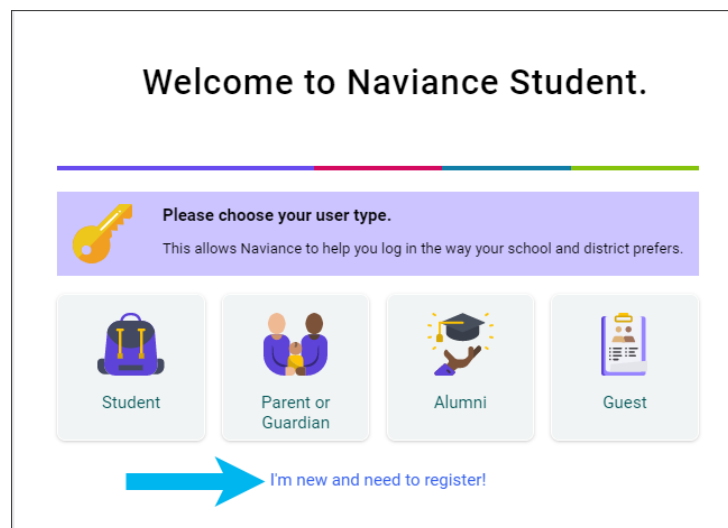 Welcome to Naviance Student.
Please choose your user type.
This allows Naviance to help you log in the way your school and district prefers.
Student
Parent or
Guardian
Alumni
Guest
I'm new and need to register!